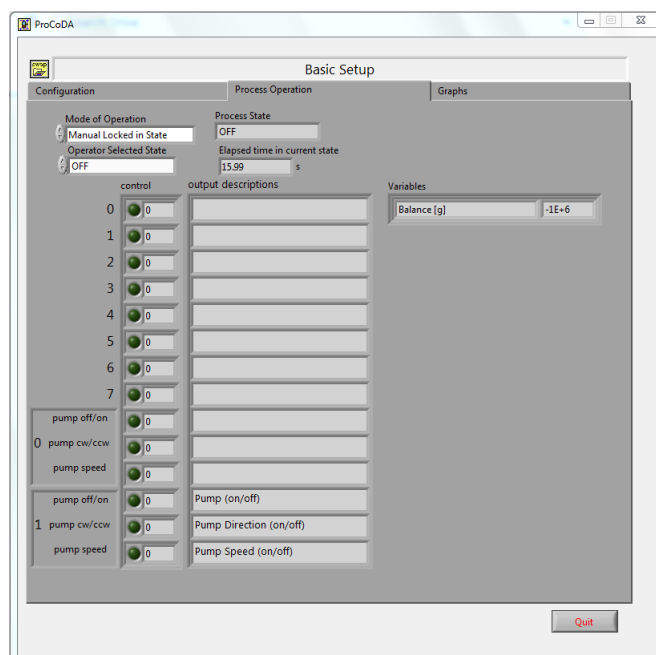 ProCoDA
Basic Setup
Configuration
Process Operation
Graphs
Mode of Operation
Manual Locked in State
Process State
OFF
Operator Selected State
OFF
Elapsed time in current state
15.99 s
control
output descriptions
Variables
0 0
Balance [g] -1E+6
1 0
2 0
3 0
4 0
5 0
6 0
7 0
pump off/on 0
0 pump cw/ccw 0
pump speed 0
pump off/on 0 Pump (on/off)
1 pump cw/ccw 0 Pump Direction (on/off)
pump speed 0 Pump Speed (on/off)
Quit